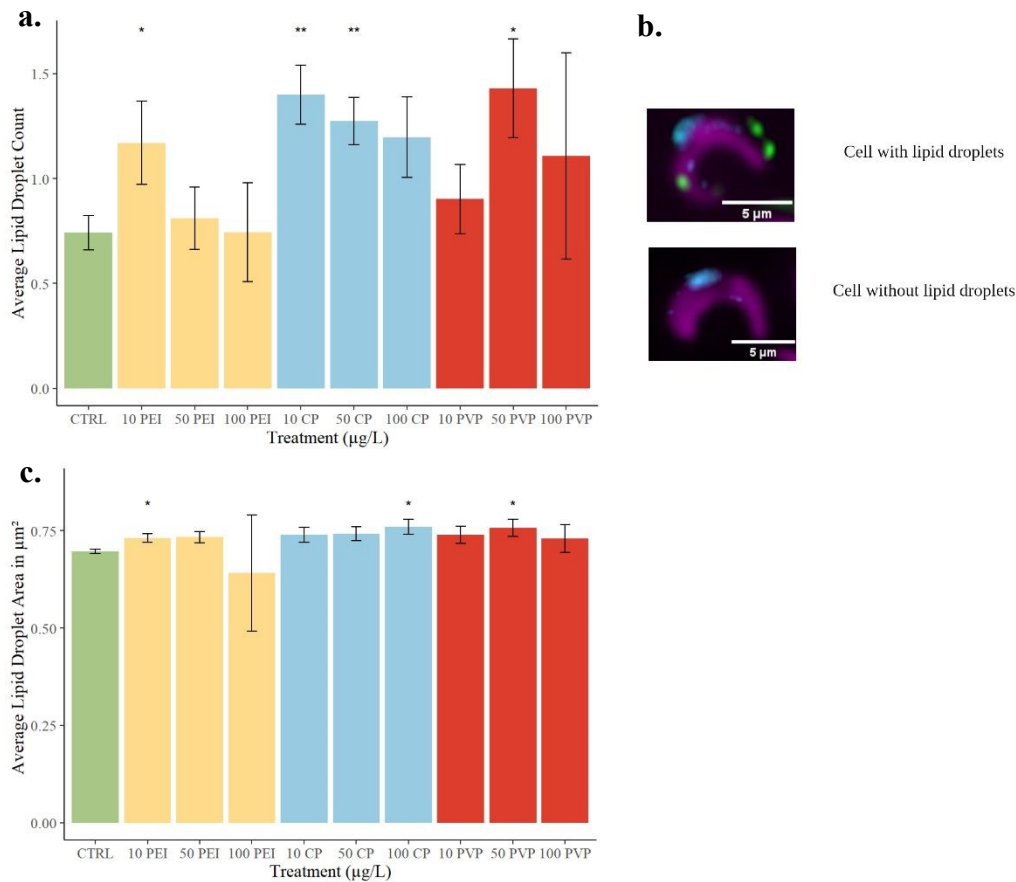 a.
Average Lipid Droplet Count
1.5
1.0
0.5
0.0
* ** ** *
CTRL 10 PEI 50 PEI 100 PEI 10 CP 50 CP 100 CP 10 PVP 50 PVP 100 PVP
Treatment (µg/L)
b.
5 µm
Cell with lipid droplets
5 µm
Cell without lipid droplets
c.
Average Lipid Droplet Area in µm²
0.75
0.50
0.25
0.00
* * *
CTRL 10 PEI 50 PEI 100 PEI 10 CP 50 CP 100 CP 10 PVP 50 PVP 100 PVP
Treatment (µg/L)